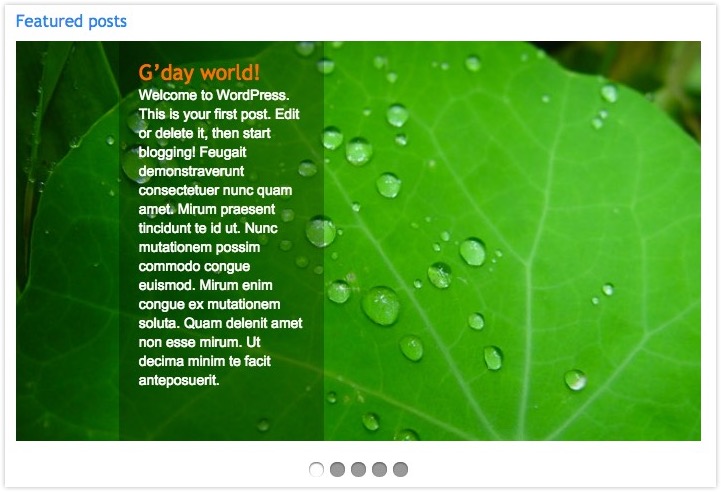 Featured posts
G’day world!
Welcome to WordPress.
This is your first post. Edit
or delete it, then start
blogging! Feugait
demonstraverunt
consectetuer nunc quam
amet. Mirum praesent
tincidunt te id ut. Nunc
mutationem possim
commodo congue
euismod. Mirum enim
congue ex mutationem
soluta. Quam delenit amet
non esse mirum. Ut
decima minim te facit
anteposuerit.